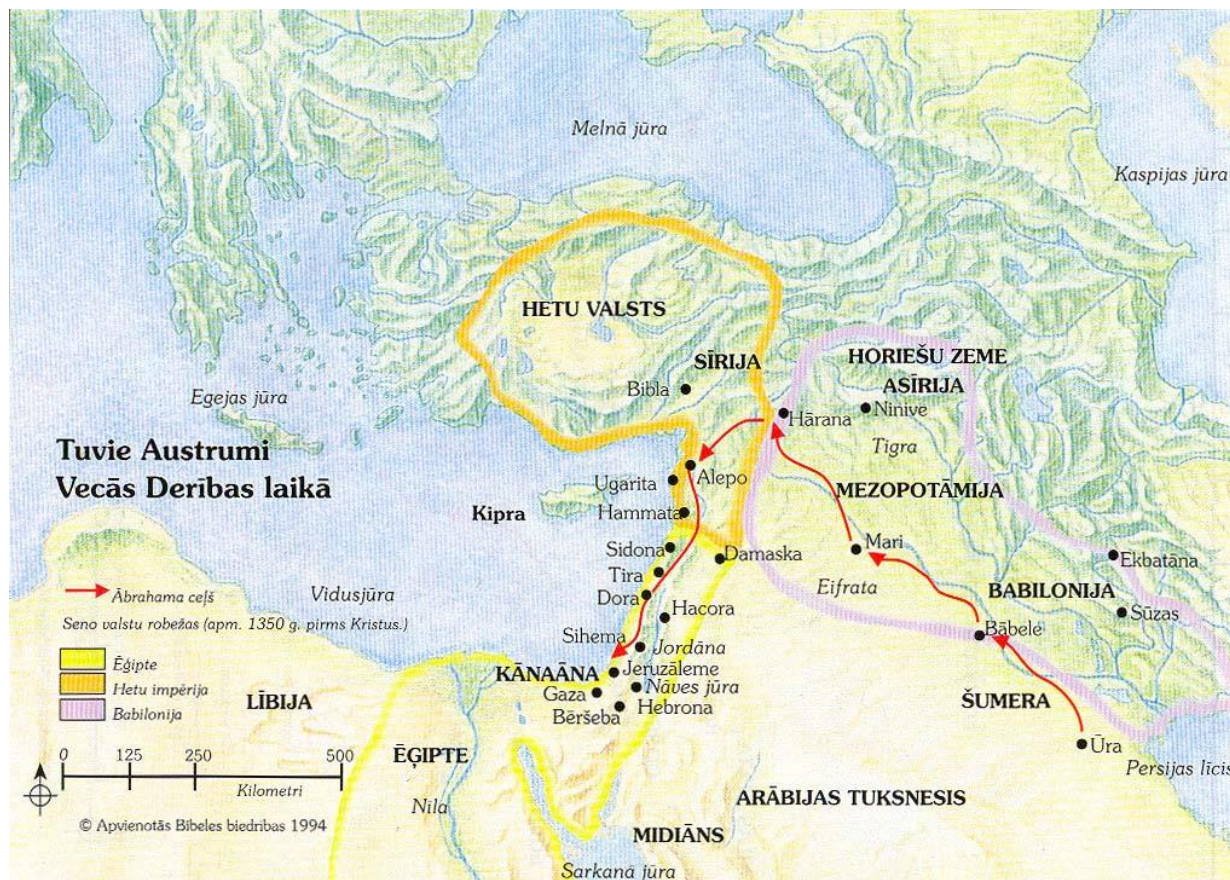 Melnā jūra
Kaspijas jūra
HETU VALSTS
SĪRIJA
HORIEŠU ZEME
ASĪRIJA
Bibla
Egejas jūra
Hārana
Ninive
Tigra
Tuvie Austrumi
Vecās Derības laikā
Alepo
Ugarita
MEZOPOTĀMIJA
Kipra
Hammata
Mari
Sidona
Damaska
Ekbatāna
Tira
Eifrata
BABILONIJA
Ābrahama ceļš
Vidusjūra
Dora
Hacora
Sūzas
Seno valstu robežas (apm. 1350 g. pirms Kristus.)
Sihema
Jordāna
Bābele
Ēģipte
KĀNAĀNA
Jeruzāleme
Hetu impērija
LĪBIJA
Gaza
Nāves jūra
ŠUMERA
Babilonija
Bēršeba
Hebrona
Ūra
0 125 250 500
ĒĢIPTE
Persijas līcis
Kilometri
Nīla
ARĀBIJAS TUKSNESIS
© Apvienotās Bībeles biedrības 1994
MIDIĀNS
Sarkanā jūra